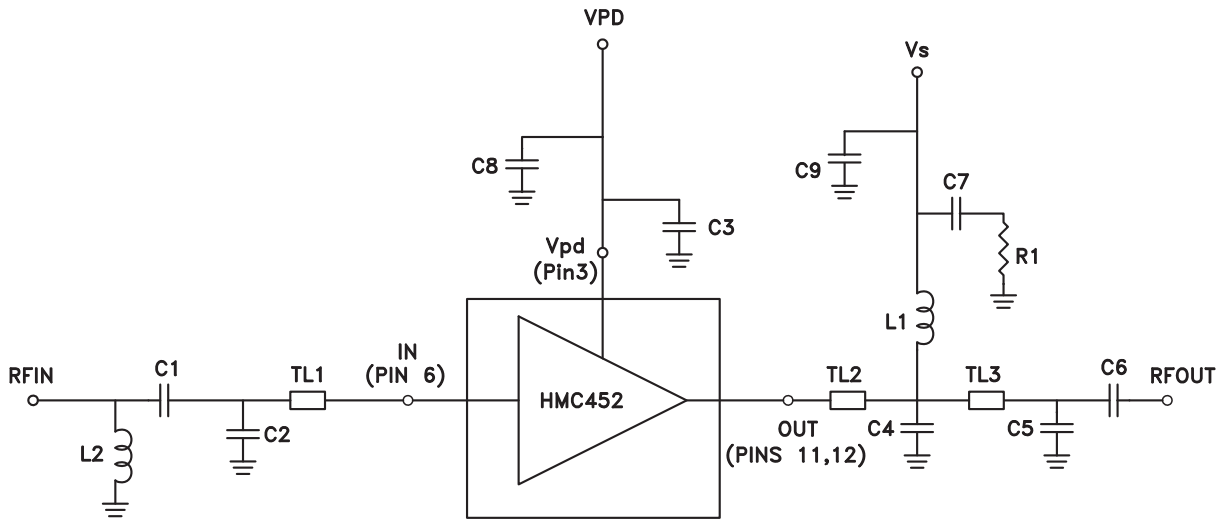 VPD
Vs
C8
C9
C7
C3
Vpd
(Pin3)
R1
L1
RFIN
C1
TL1
IN
(PIN 6)
HMC452
TL2
TL3
C6
RFOUT
L2
C2
OUT
(PINS 11,12)
C4
C5